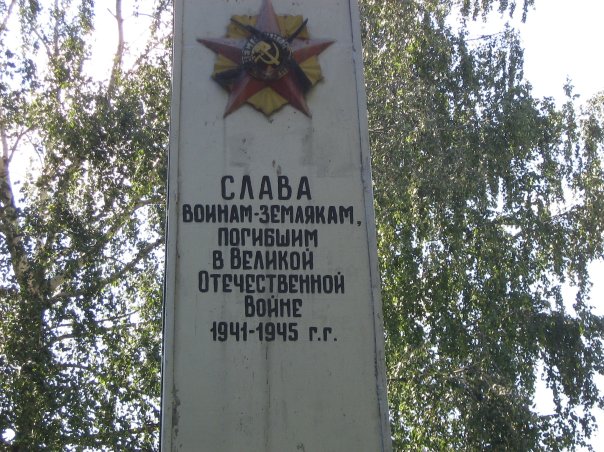 СЛАВА
ВОИНАМ-ЗЕМЛЯКАМ,
ПОГИБШИМ
В ВЕЛИКОЙ
ОТЕЧЕСТВЕННОЙ
ВОЙНЕ
1941-1945 г.г.